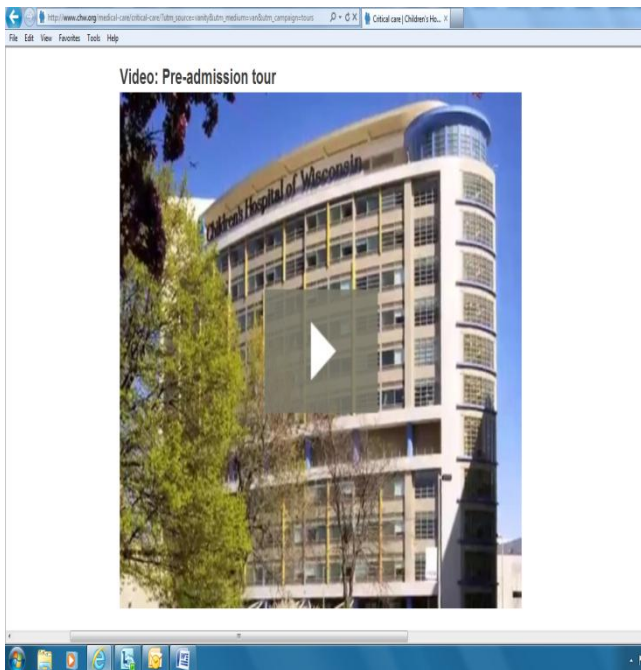 http://www.chw.org/medical-care/critical-care/?utm_source=vanity&utm_medium=van&utm_campaign=tours
Critical care | Children's Ho...
File Edit View Favorites Tools Help
Video: Pre-admission tour
Children's Hospital of Wisconsin